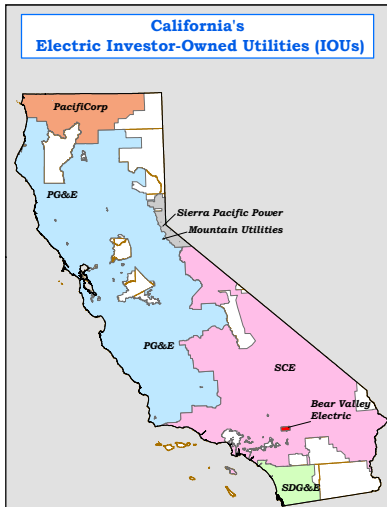 California's
Electric Investor-Owned Utilities (IOUs)
PacifiCorp
PG&E
Sierra Pacific Power
Mountain Utilities
PG&E
SCE
Bear Valley
Electric
SDG&E